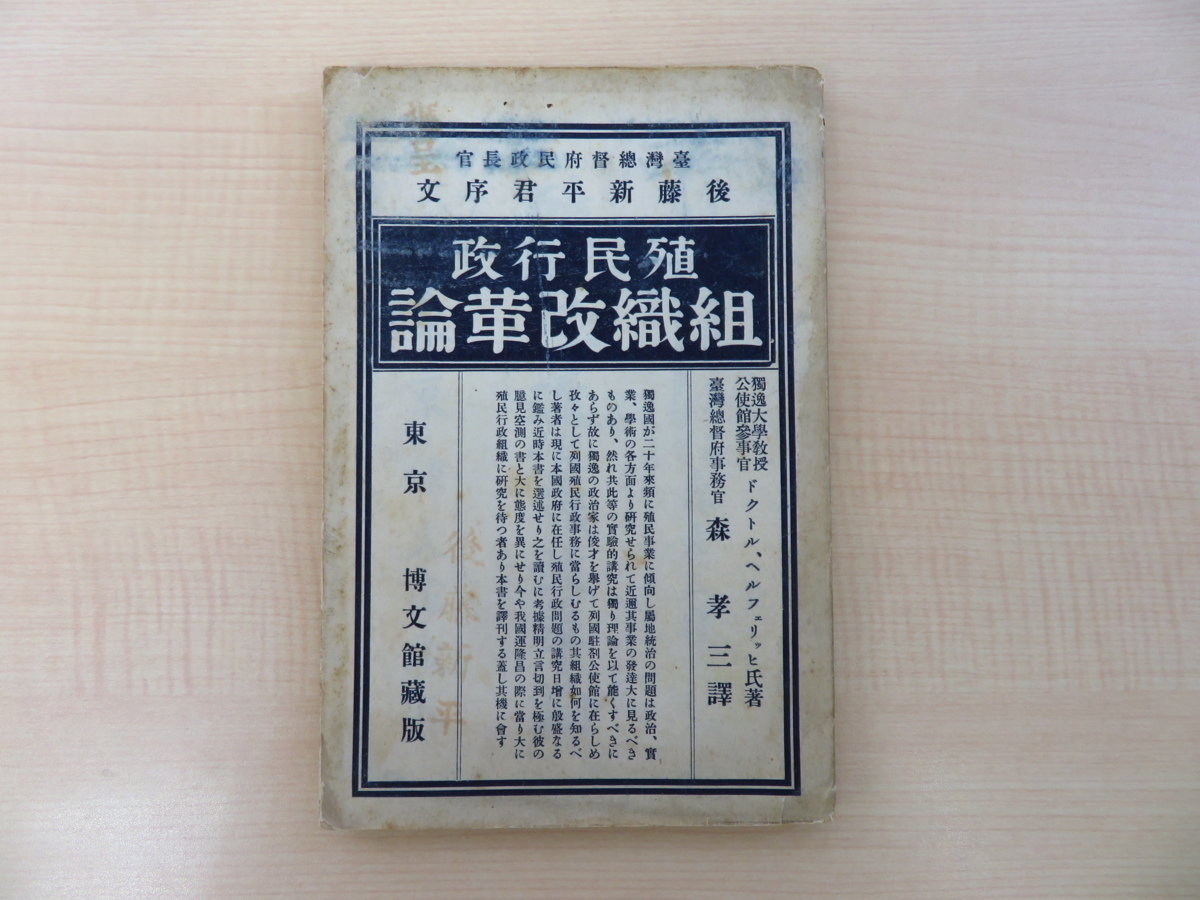 臺灣總督府民政長官
後藤新平君序文
殖民行政
組織改革論
獨逸大學教授
公使館參事官
ドクトル、ヘルフェリッヒ氏著
臺灣總督府事務官
森孝三譯
獨逸國が二十年來頻に殖民事業に傾向し屬地統治の問題は政治、實
業、學術の各方面より研究せられて近邇其事業の發達大に見るべき
ものあり、然れ共此等の實驗的講究は獨り理論を以て能くすべきに
あらず故に獨逸の政治家は俊才を擧げて列國駐剳公使館に在らしめ
孜々として列國殖民行政事務に當らしむるもの其組織如何を知るべ
し著者は現に本國政府に在任し殖民行政問題の講究日增に般盛なる
に鑑み近時本書を選述せり之を讀むに考據精明立言切到を極む彼の
臆見空測の書と大に態度を異にせり今や我國運隆昌の際に當り大に
殖民行政組織に研究を待つ者あり本書を譯刊する蓋し其機に會す
東京 博文館藏版